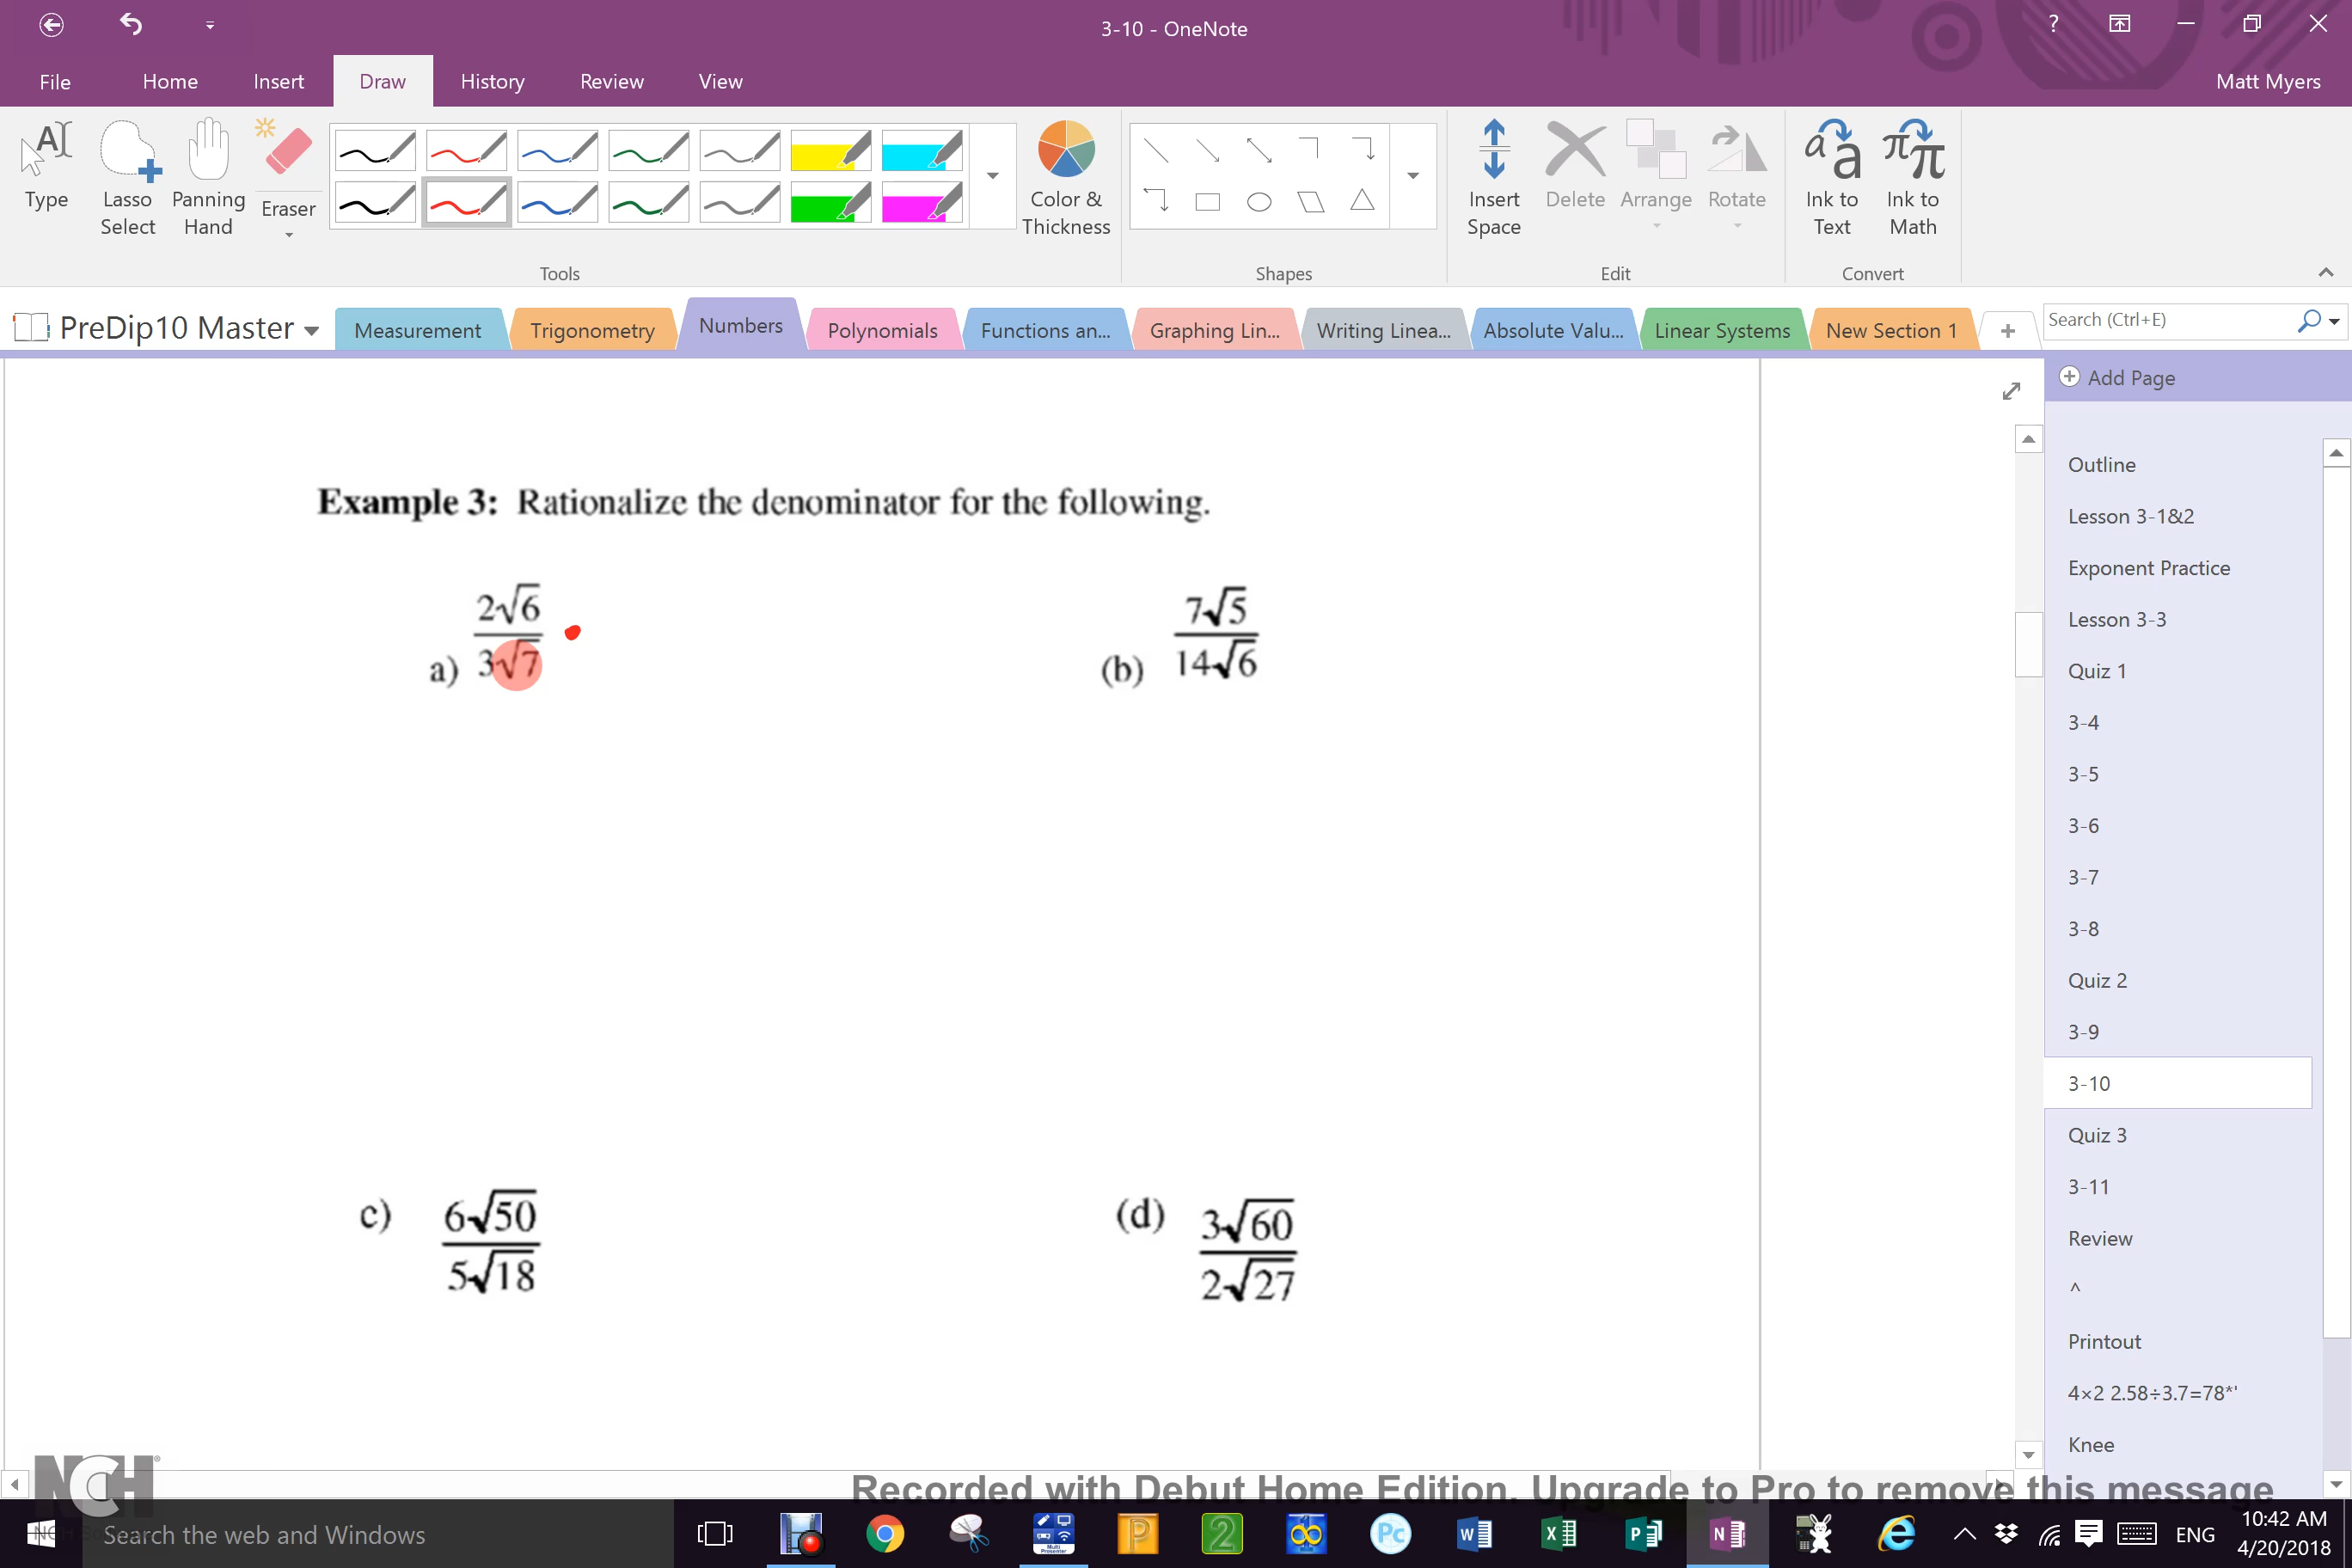 3-10 - OneNote
?
File Home Insert Draw History Review View Matt Myers
Type
Lasso Select
Panning Hand
Eraser
Color & Thickness
Insert Space
Delete
Arrange
Rotate
Ink to Text
Ink to Math
Tools Shapes Edit Convert
PreDip10 Master Measurement Trigonometry Numbers Polynomials Functions an... Graphing Lin... Writing Linea... Absolute Valu... Linear Systems New Section 1 + Search (Ctrl+E)
Add Page
Outline
Lesson 3-1&2
Exponent Practice
Lesson 3-3
Quiz 1
3-4
3-5
3-6
3-7
3-8
Quiz 2
3-9
3-10
Quiz 3
3-11
Review
^
Printout
4×2 2.58÷3.7=78*'
Knee
Example 3: Rationalize the denominator for the following.
a) 2√6 / 3√7
(b) 7√5 / 14√6
c) 6√50 / 5√18
(d) 3√60 / 2√27
NCH
Recorded with Debut Home Edition. Upgrade to Pro to remove this message
Search the web and Windows
ENG
10:42 AM
4/20/2018